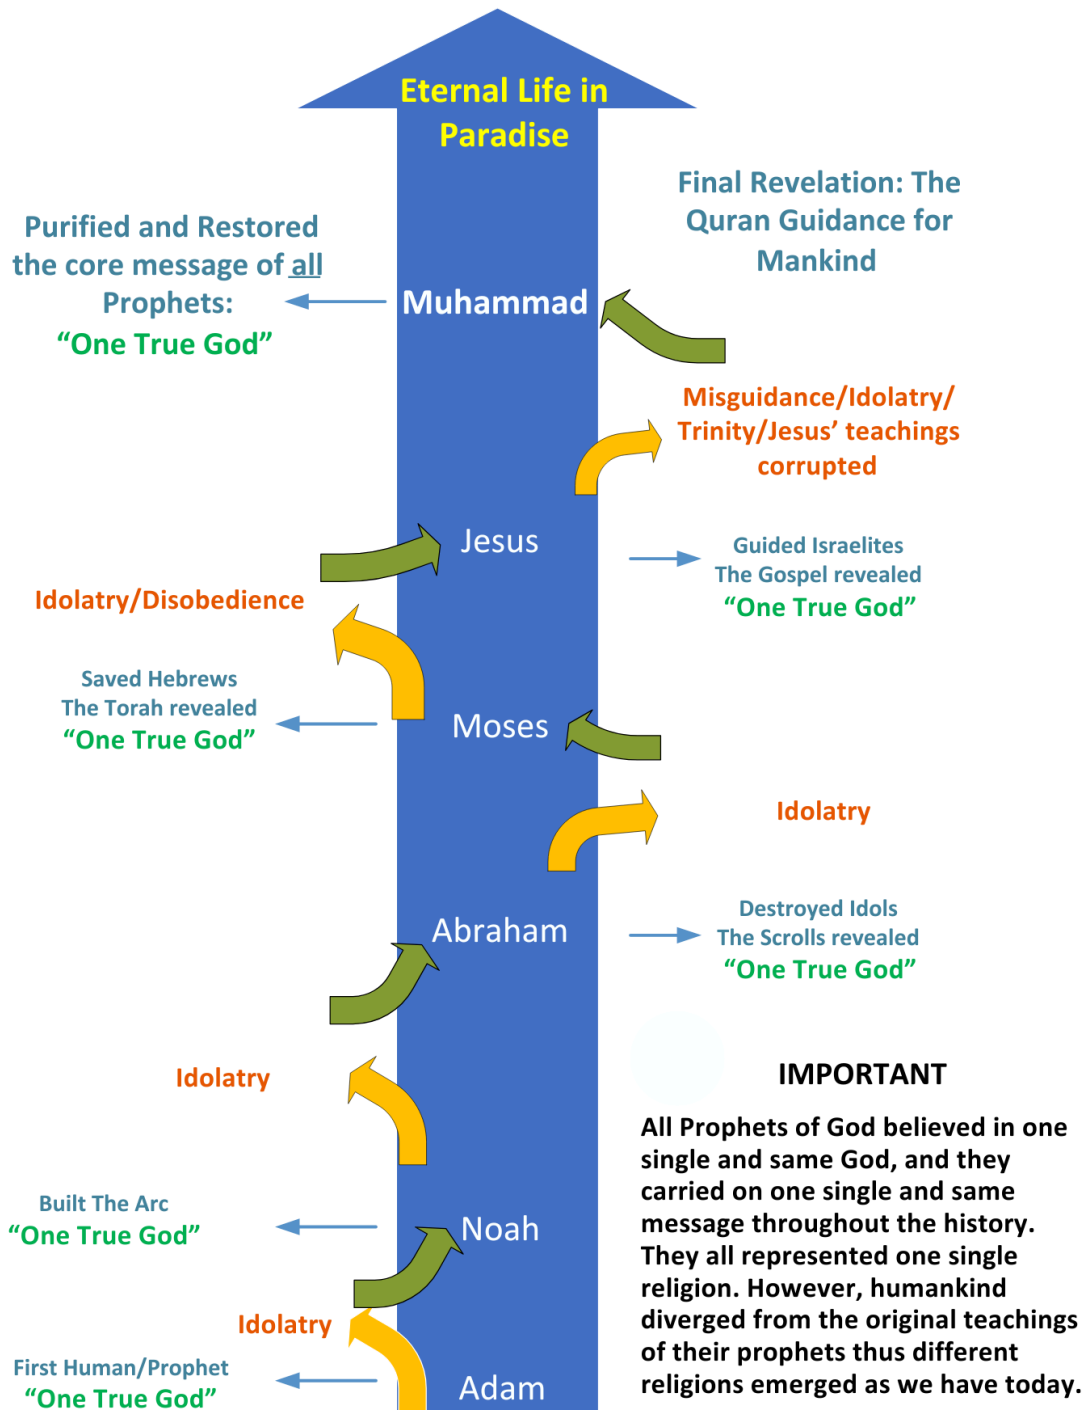 Eternal Life in
Paradise
Final Revelation: The
Quran Guidance for
Mankind
Purified and Restored
the core message of all
Prophets:
“One True God”
Muhammad
Misguidance/Idolatry/
Trinity/Jesus’ teachings
corrupted
Jesus
Guided Israelites
The Gospel revealed
“One True God”
Idolatry/Disobedience
Saved Hebrews
The Torah revealed
“One True God”
Moses
Idolatry
Abraham
Destroyed Idols
The Scrolls revealed
“One True God”
Idolatry
IMPORTANT
All Prophets of God believed in one
single and same God, and they
carried on one single and same
message throughout the history.
They all represented one single
religion. However, humankind
diverged from the original teachings
of their prophets thus different
religions emerged as we have today.
Built The Arc
“One True God”
Noah
Idolatry
First Human/Prophet
“One True God”
Adam